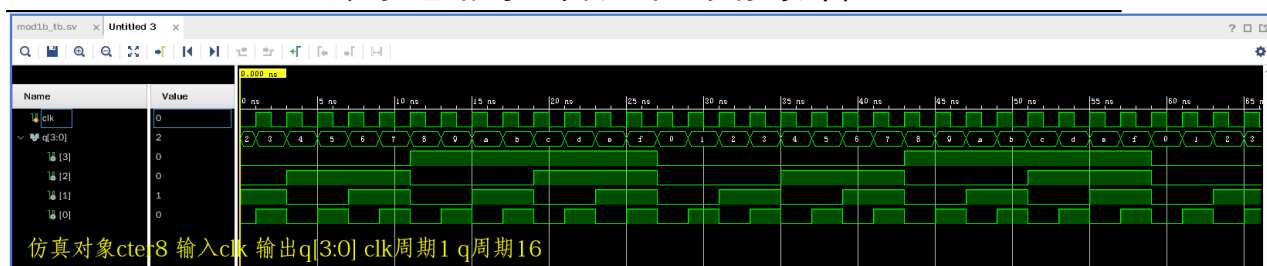 mod1b_tb.sv × Untitled 3 ×
0.000 ns
Name Value
0 ns 5 ns 10 ns 15 ns 20 ns 25 ns 30 ns 35 ns 40 ns 45 ns 50 ns 55 ns 60 ns 65 n
clk 0
q[3:0] 2 2 3 4 5 6 7 8 9 a b c d e f 0 1 2 3 4 5 6 7 8 9 a b c d e f 0 1 2 3
[3] 0
[2] 0
[1] 1
[0] 0
仿真对象cter8 输入clk 输出q[3:0] clk周期1 q周期16